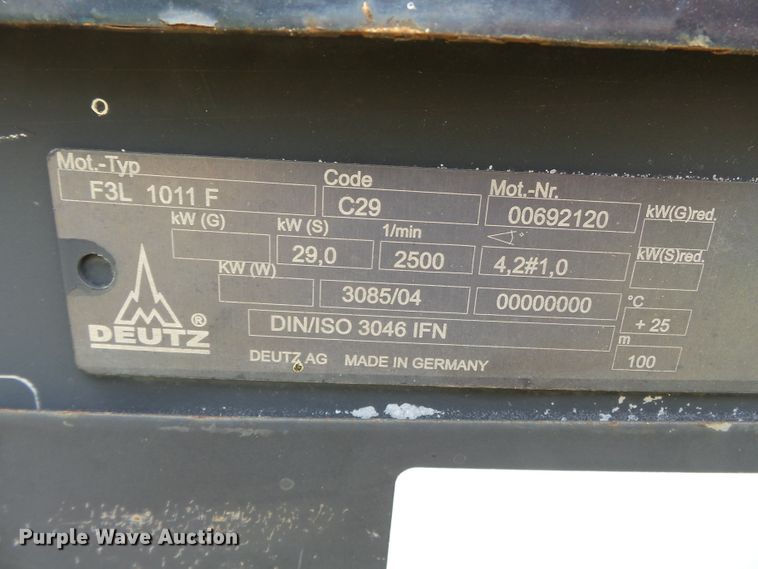 Mot.-Typ Code Mot.-Nr.
F3L 1011 F C29 00692120 kW(G)red.
kW (G) kW (S) 1/min
29,0 2500 4,2#1,0 kW(S)red.
KW (W)
3085/04 00000000 °C
DEUTZ ®
DIN/ISO 3046 IFN + 25
m
DEUTZ AG MADE IN GERMANY 100
Purple Wave Auction